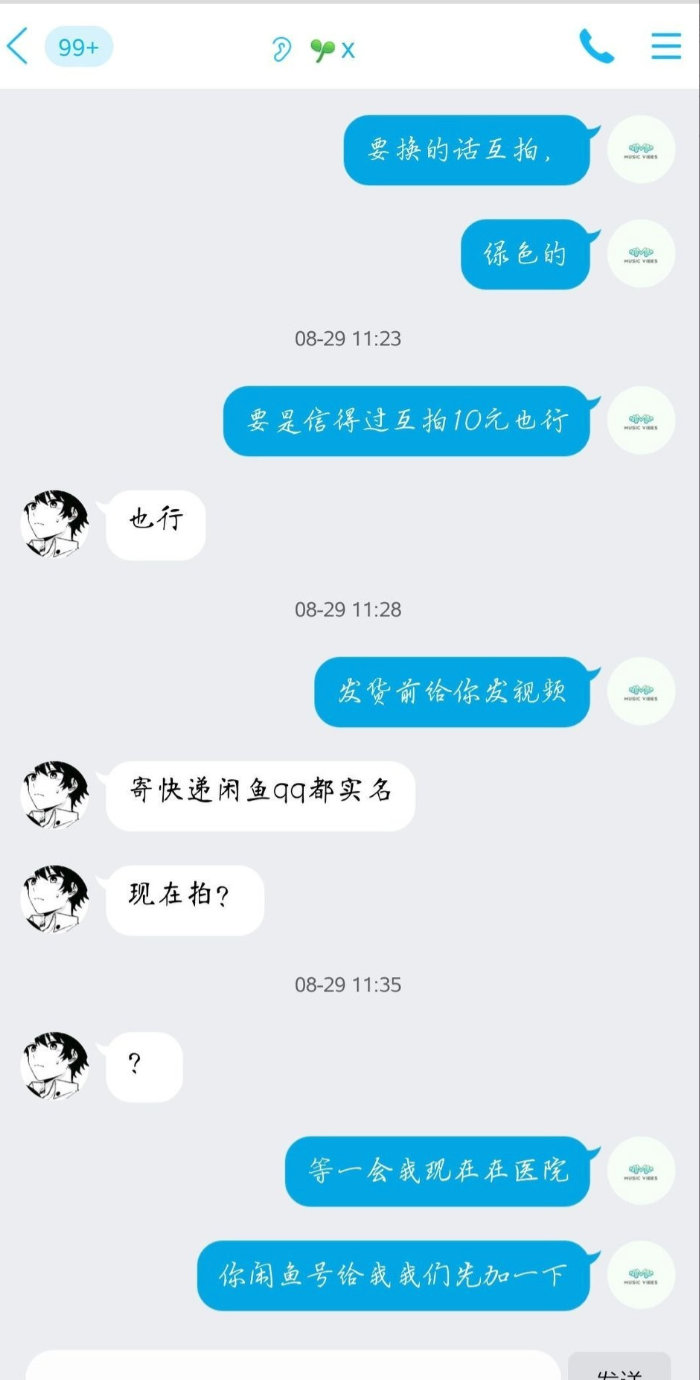 99+
x
要换的话互拍，
MUSIC VIBES
绿色的
MUSIC VIBES
08-29 11:23
要是信得过互拍10元也行
MUSIC VIBES
也行
08-29 11:28
发货前给你发视频
MUSIC VIBES
寄快递闲鱼qq都实名
现在拍？
08-29 11:35
？
等一会我现在在医院
MUSIC VIBES
你闲鱼号给我我们先加一下
MUSIC VIBES
发送